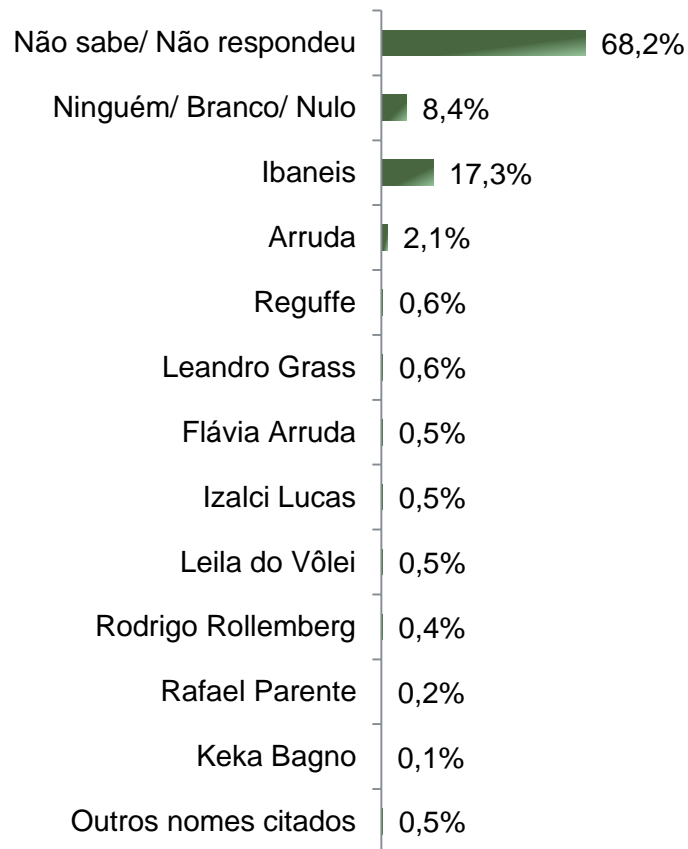 Não sabe/ Não respondeu 68,2%
Ninguém/ Branco/ Nulo 8,4%
Ibaneis 17,3%
Arruda 2,1%
Reguffe 0,6%
Leandro Grass 0,6%
Flávia Arruda 0,5%
Izalci Lucas 0,5%
Leila do Vôlei 0,5%
Rodrigo Rollemberg 0,4%
Rafael Parente 0,2%
Keka Bagno 0,1%
Outros nomes citados 0,5%